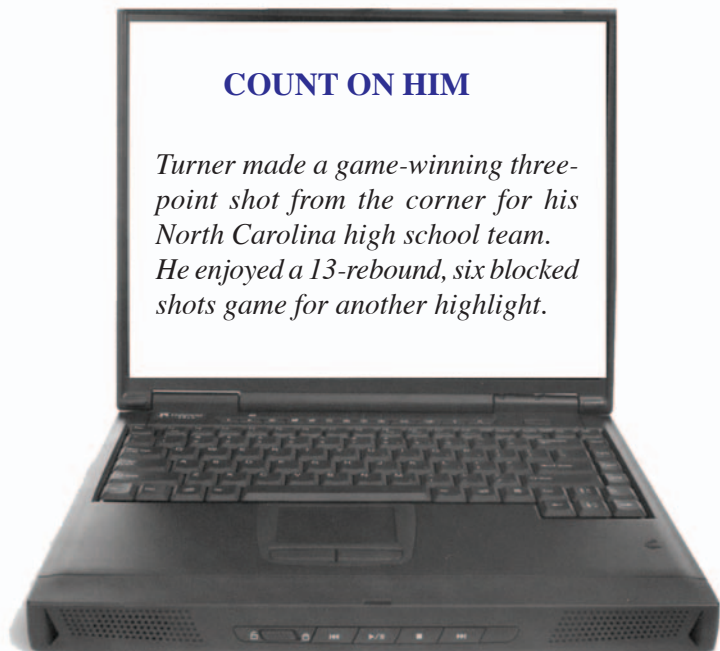 COUNT ON HIM
Turner made a game-winning three-
point shot from the corner for his
North Carolina high school team.
He enjoyed a 13-rebound, six blocked
shots game for another highlight.